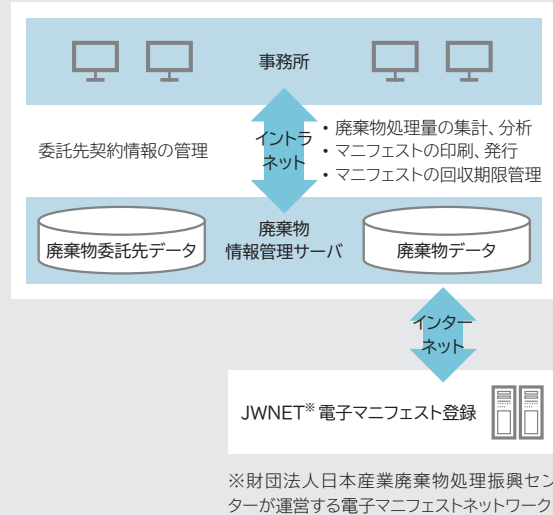 事務所
委託先契約情報の管理
イントラ
ネット
・廃棄物処理量の集計、分析
・マニフェストの印刷、発行
・マニフェストの回収期限管理
廃棄物委託先データ
廃棄物
情報管理サーバ
廃棄物データ
インター
ネット
JWNET※電子マニフェスト登録
※財団法人日本産業廃棄物処理振興セン
ターが運営する電子マニフェストネットワーク